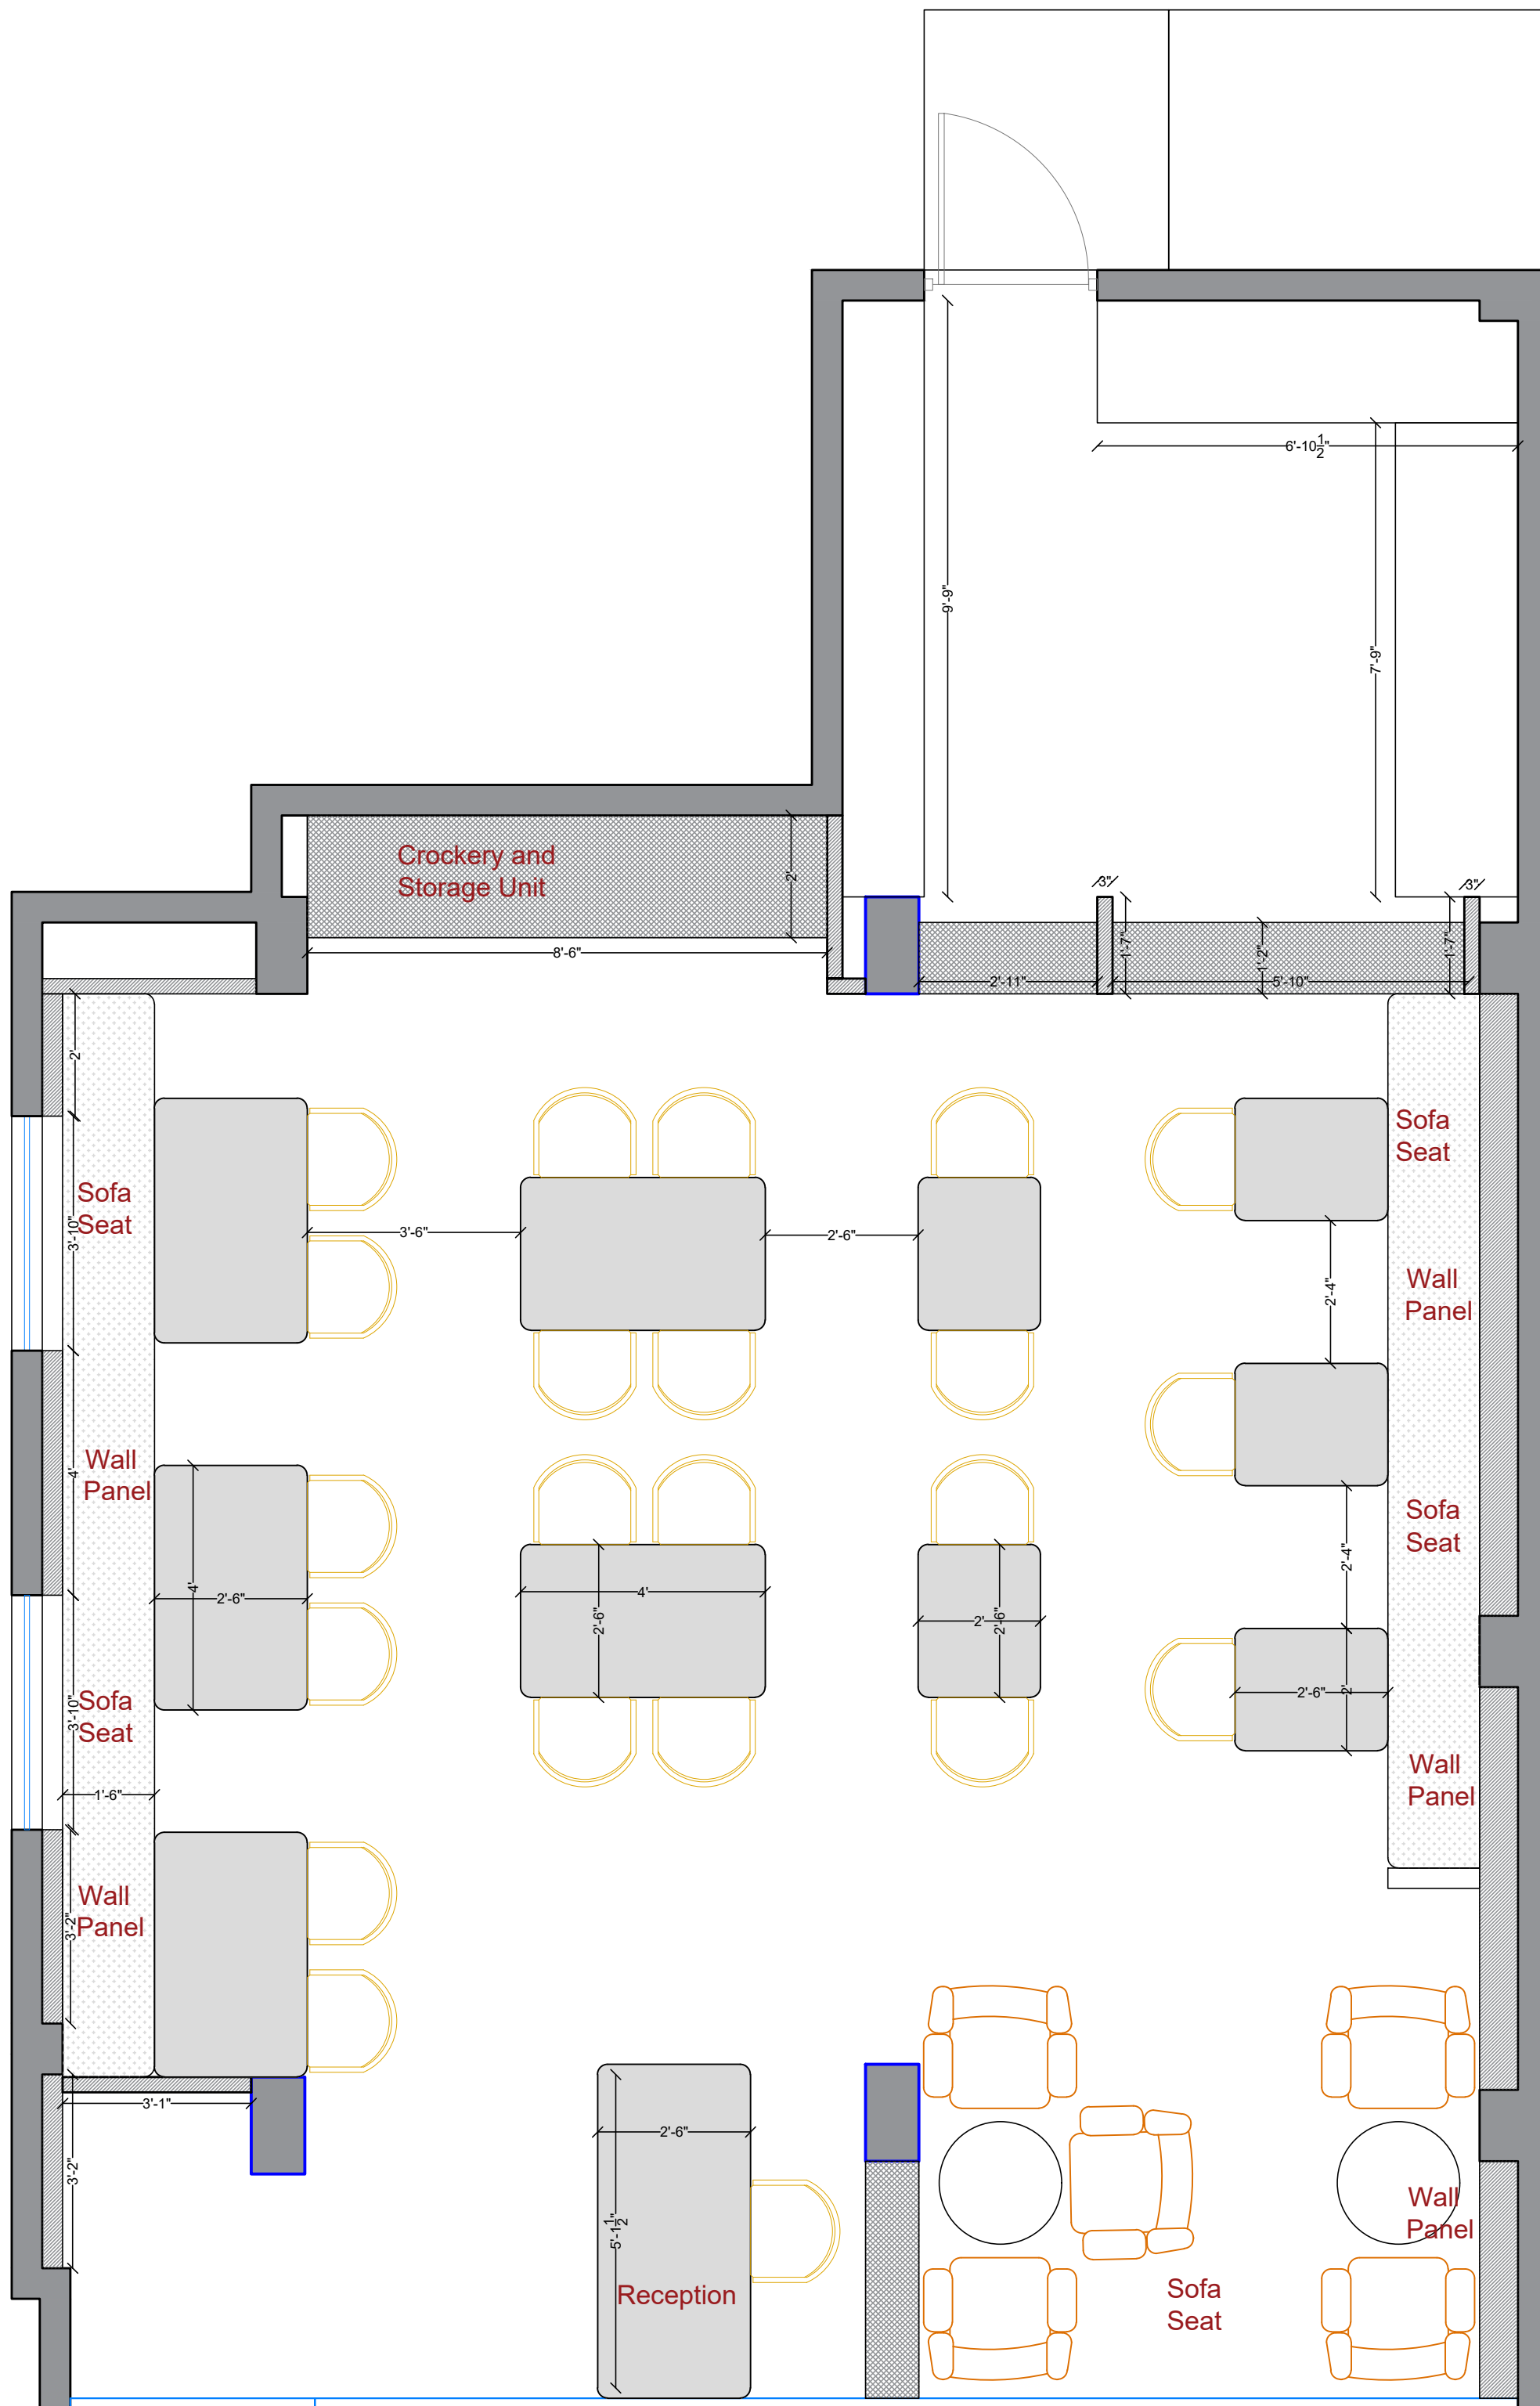 6'-10 1/2"
9'-9"
7'-9"
Crockery and
Storage Unit
2'
8'-6"
3"
3"
1'-7"
1'-2"
1'-7"
2'-11"
5'-10"
2'
Sofa
Seat
3'-10"
3'-6"
2'-6"
Sofa
Seat
Wall
Panel
2'-4"
Wall
Panel
4'
4'
2'-6"
4'
2'-6"
2'
2'-6"
Sofa
Seat
2'-4"
Sofa
Seat
3'-10"
1'-6"
2'-6"
2'
Wall
Panel
Wall
Panel
3'-2"
3'-1"
3'-2"
2'-6"
5'-1 1/2"
Reception
Wall
Panel
Sofa
Seat